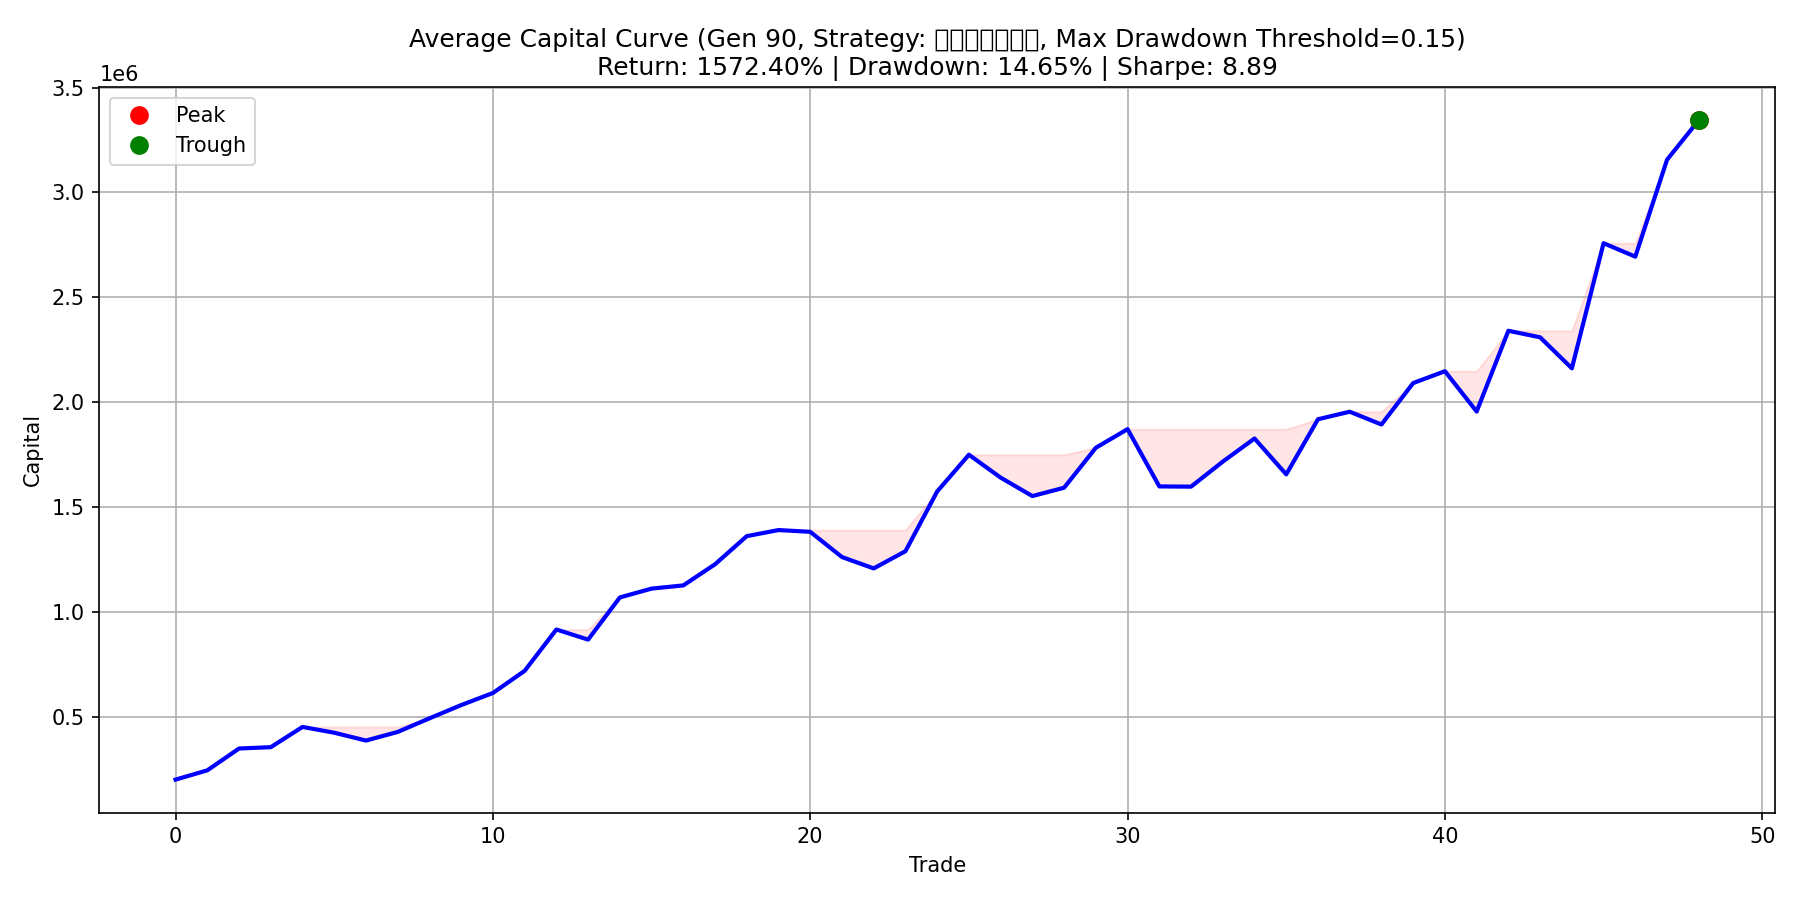 Average Capital Curve (Gen 90, Strategy: , Max Drawdown Threshold=0.15)
Return: 1572.40% | Drawdown: 14.65% | Sharpe: 8.89
1e6
Peak
Trough
3.5
3.0
2.5
2.0
1.5
1.0
0.5
Capital
0 10 20 30 40 50
Trade